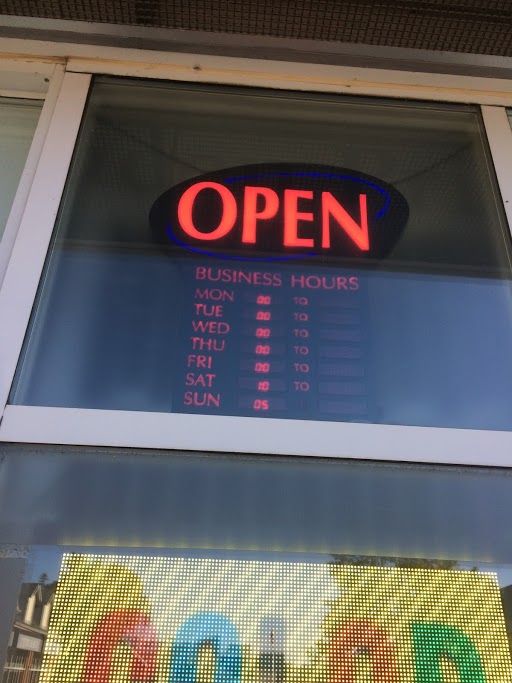 OPEN
BUSINESS HOURS
MON 00 TO
TUE 00 TO
WED 00 TO
THU 00 TO
FRI 00 TO
SAT 10 TO
SUN 05